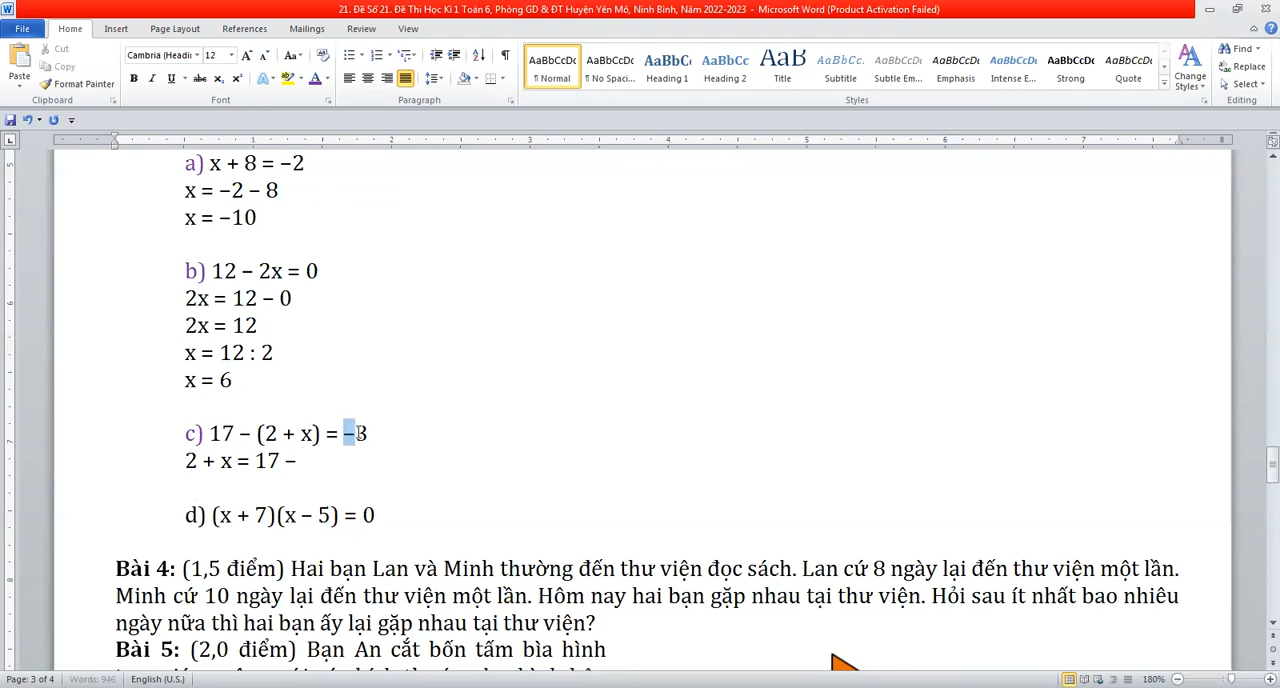 21. Đề Số 21. Đề Thi Học Kì 1 Toán 6, Phòng GD & ĐT Huyện Yên Mô, Ninh Bình, Năm 2022-2023 - Microsoft Word (Product Activation Failed)
File Home Insert Page Layout References Mailings Review View
Paste
Cut
Copy
Format Painter
Clipboard
Cambria (Headi 12
Font
Paragraph
AaBbCcDc AaBbCcDc AaBbC AaBbCc AaB AaBbCc. AaBbCcDc AaBbCcDc AaBbCcDc AaBbCcDc AaBbCcDc
¶ Normal ¶ No Spaci... Heading 1 Heading 2 Title Subtitle Subtle Em... Emphasis Intense E... Strong Quote
Change Styles
Styles
Find
Replace
Select
Editing
a) x + 8 = −2
x = −2 − 8
x = −10
b) 12 − 2x = 0
2x = 12 − 0
2x = 12
x = 12 : 2
x = 6
c) 17 − (2 + x) = −3
2 + x = 17 −
d) (x + 7)(x − 5) = 0
Bài 4: (1,5 điểm) Hai bạn Lan và Minh thường đến thư viện đọc sách. Lan cứ 8 ngày lại đến thư viện một lần.
Minh cứ 10 ngày lại đến thư viện một lần. Hôm nay hai bạn gặp nhau tại thư viện. Hỏi sau ít nhất bao nhiêu
ngày nữa thì hai bạn ấy lại gặp nhau tại thư viện?
Bài 5: (2,0 điểm) Bạn An cắt bốn tấm bìa hình
Page: 3 of 4 Words: 946 English (U.S.) 180%